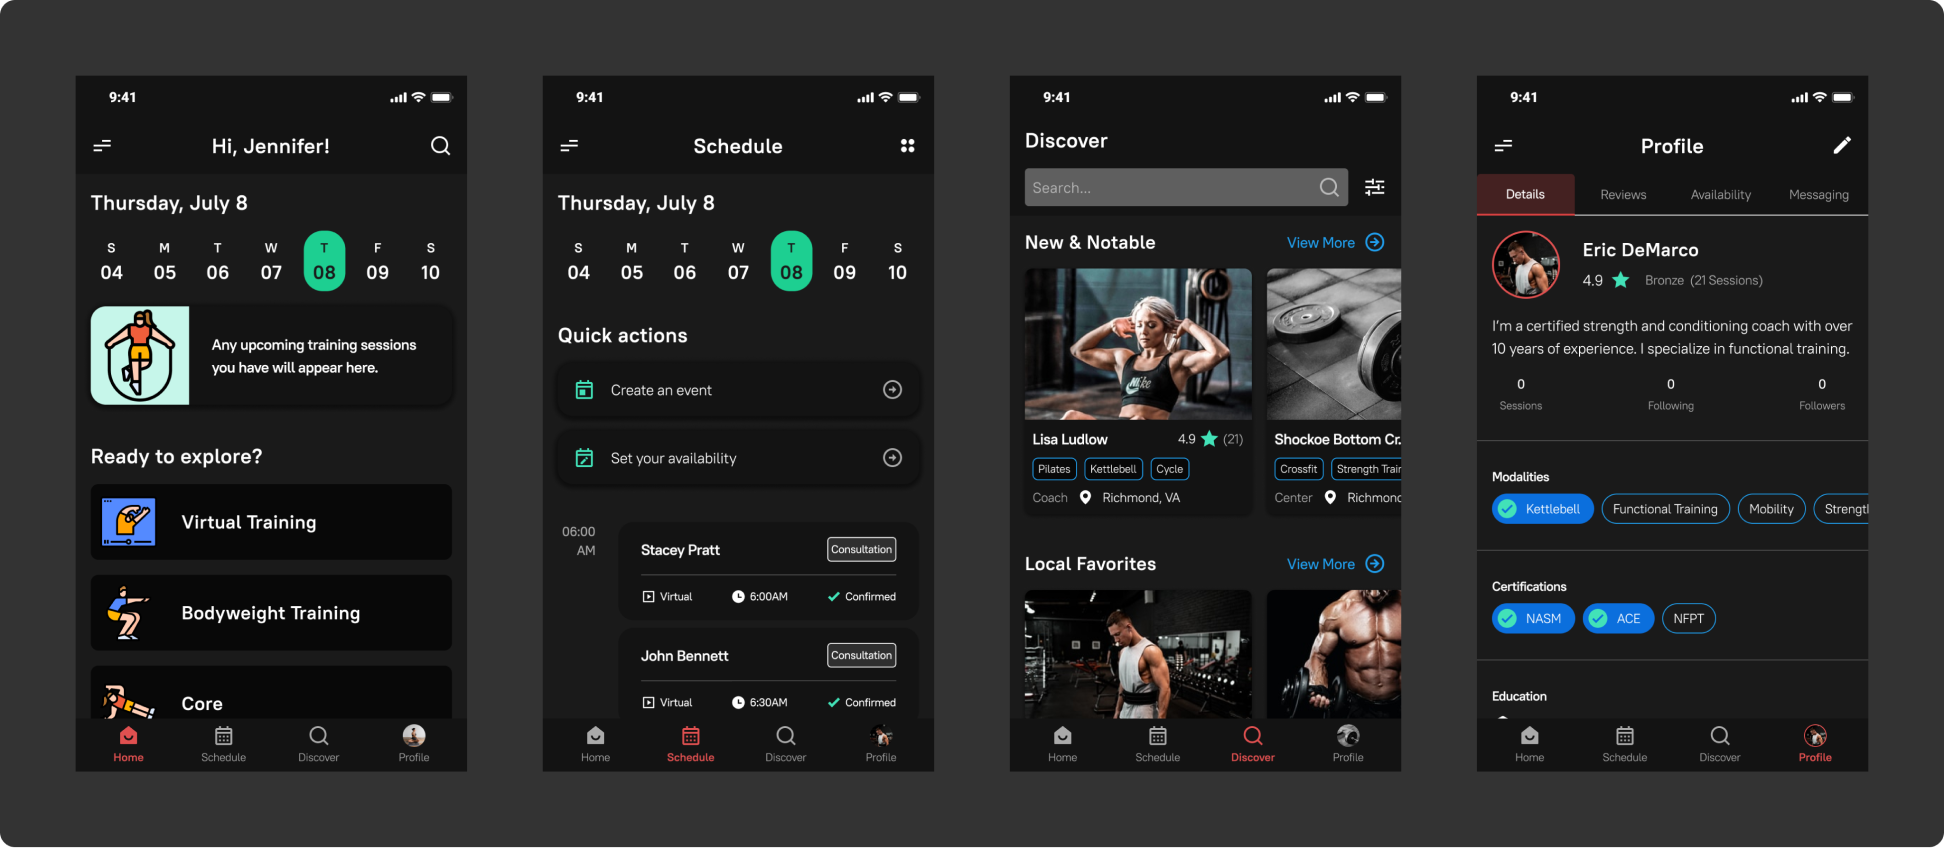 9:41
Hi, Jennifer!
Thursday, July 8
S M T W T F S
04 05 06 07 08 09 10
Any upcoming training sessions
you have will appear here.
Ready to explore?
Virtual Training
Bodyweight Training
Core
Home Schedule Discover Profile
9:41
Schedule
Thursday, July 8
S M T W T F S
04 05 06 07 08 09 10
Quick actions
Create an event
Set your availability
06:00
AM
Stacey Pratt Consultation
Virtual 6:00AM Confirmed
John Bennett Consultation
Virtual 6:30AM Confirmed
Home Schedule Discover Profile
9:41
Discover
Search...
New & Notable View More
Nike
Lisa Ludlow 4.9 (21)
Pilates Kettlebell Cycle
Coach Richmond, VA
Shockoe Bottom Cr.
Crossfit Strength Trair
Center Richmond
Local Favorites View More
Home Schedule Discover Profile
9:41
Profile
Details Reviews Availability Messaging
Eric DeMarco
4.9 Bronze (21 Sessions)
I'm a certified strength and conditioning coach with over
10 years of experience. I specialize in functional training.
0 0 0
Sessions Following Followers
Modalities
Kettlebell Functional Training Mobility Strengt
Certifications
NASM ACE NFPT
Education
Home Schedule Discover Profile